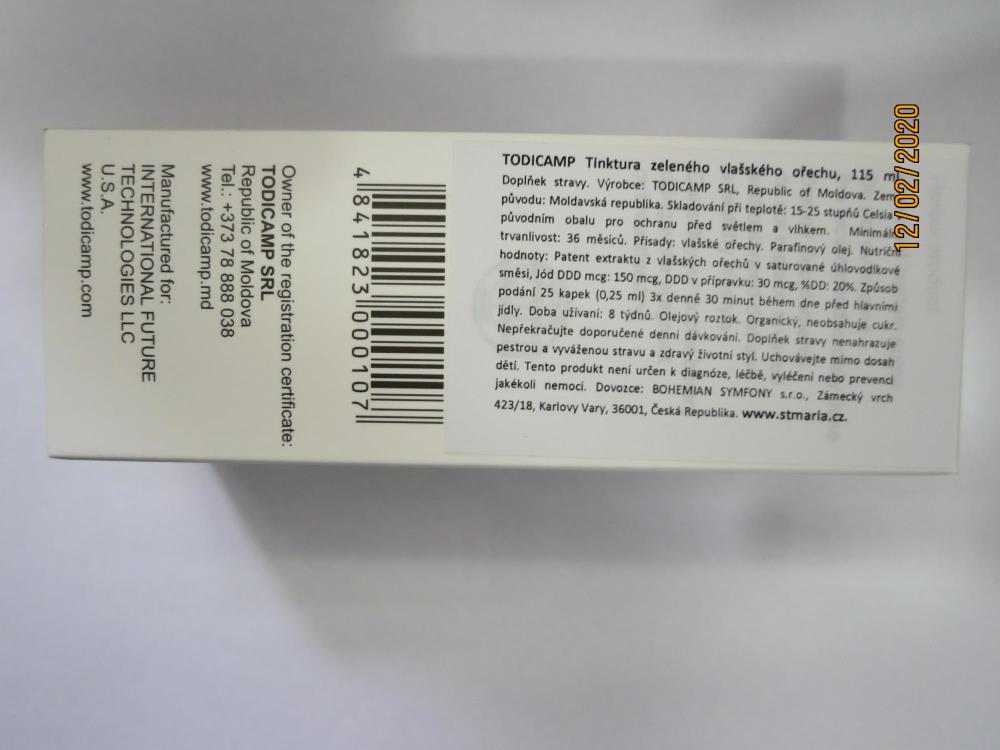 TODICAMP Tinktura zeleného vlašského ořechu, 115 ml
Doplňek stravy. Výrobce: TODICAMP SRL, Republic of Moldova. Země
původu: Moldavská republika. Skladování při teplotě: 15-25 stupňů Celsia
původním obalu pro ochranu před světlem a vlhkem. Minimální
trvanlivost: 36 měsíců. Přísady: vlašské ořechy. Parafinový olej. Nutriční
hodnoty: Patent extraktu z vlašských ořechů v saturované úhlovodíkové
směsi, Jód DDD mcg: 150 mcg, DDD v přípravku: 30 mcg, %DD: 20%. Způsob
podání 25 kapek (0,25 ml) 3x denně 30 minut během dne před hlavními
jídly. Doba užívaní: 8 týdnů. Olejový roztok. Organický, neobsahuje cukr.
Nepřekračujte doporučené denní dávkování. Doplňek stravy nenahrazuje
pestrou a vyváženou stravu a zdravý životní styl. Uchovávejte mimo dosah
dětí. Tento produkt není určen k diagnóze, léčbě, vyléčení nebo prevenci
jakékoli nemoci. Dovozce: BOHEMIAN SYMFONY s.r.o., Zámecký vrch
423/18, Karlovy Vary, 36001, Česká Republika. www.stmaria.cz.
4 841823 000107
Owner of the registration certificate:
TODICAMP SRL
Republic of Moldova
Tel.: +373 78 888 038
www.todicamp.md
Manufactured for:
INTERNATIONAL FUTURE
TECHNOLOGIES LLC
U.S.A.
www.todicamp.com
12/02/2020